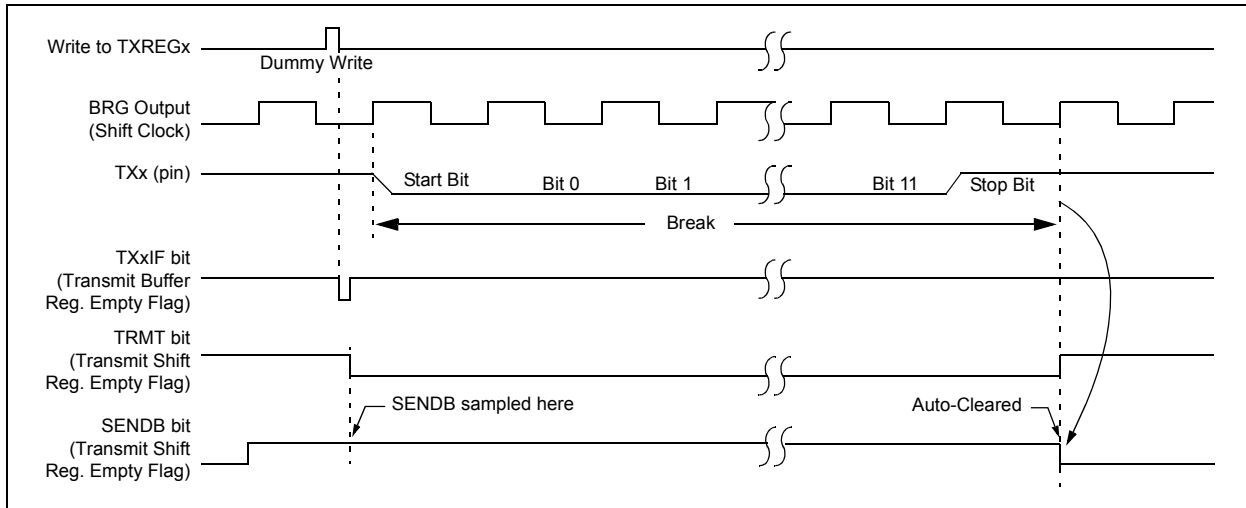 Write to TXREGx
Dummy Write
BRG Output
(Shift Clock)
TXx (pin)
Start Bit
Bit 0
Bit 1
Bit 11
Stop Bit
Break
TXxIF bit
(Transmit Buffer
Reg. Empty Flag)
TRMT bit
(Transmit Shift
Reg. Empty Flag)
SENDB sampled here
Auto-Cleared
SENDB bit
(Transmit Shift
Reg. Empty Flag)